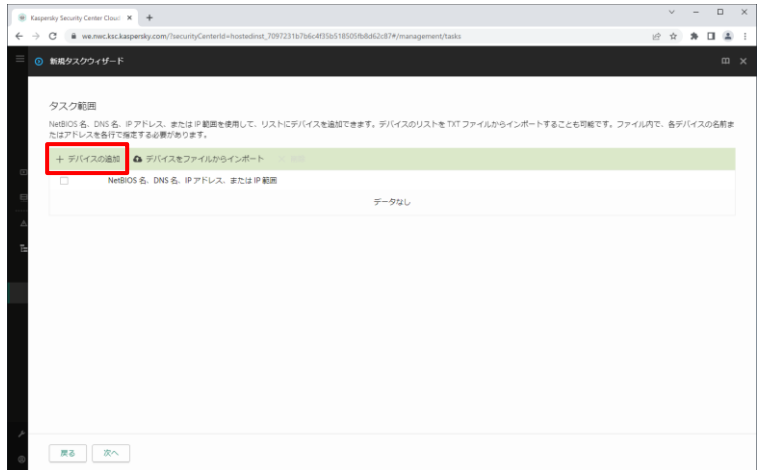 Kaspersky Security Center Cloud
we.nwc.ksc.kaspersky.com/?securityCenterId=hostedinst_7097231b7b6c4f35b518505fb8d62c87#/management/tasks
新規タスクウィザード
タスク範囲
NetBIOS 名、DNS 名、IP アドレス、または IP 範囲を使用して、リストにデバイスを追加できます。デバイスのリストを TXT ファイルからインポートすることも可能です。ファイル内で、各デバイスの名前ま
たはアドレスを各行で指定する必要があります。
+ デバイスの追加 デバイスをファイルからインポート × 削除
NetBIOS 名、DNS 名、IP アドレス、または IP 範囲
データなし
戻る 次へ